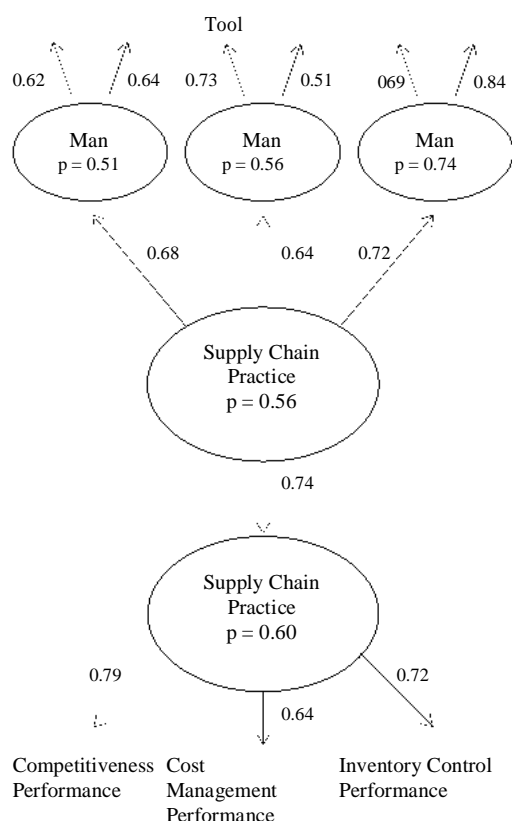 Tool
0.62 0.64 0.73 0.51 069 0.84
Man
p = 0.51
Man
p = 0.56
Man
p = 0.74
0.68 0.64 0.72
Supply Chain
Practice
p = 0.56
0.74
Supply Chain
Practice
p = 0.60
0.79 0.64 0.72
Competitiveness
Performance
Cost
Management
Performance
Inventory Control
Performance